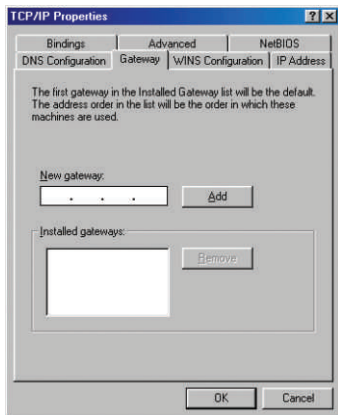 TCP/IP Properties
Bindings Advanced NetBIOS
DNS Configuration Gateway WINS Configuration IP Address
The first gateway in the Installed Gateway list will be the default.
The address order in the list will be the order in which these
machines are used.
New gateway:
. . .
Add
Installed gateways:
Remove
OK Cancel